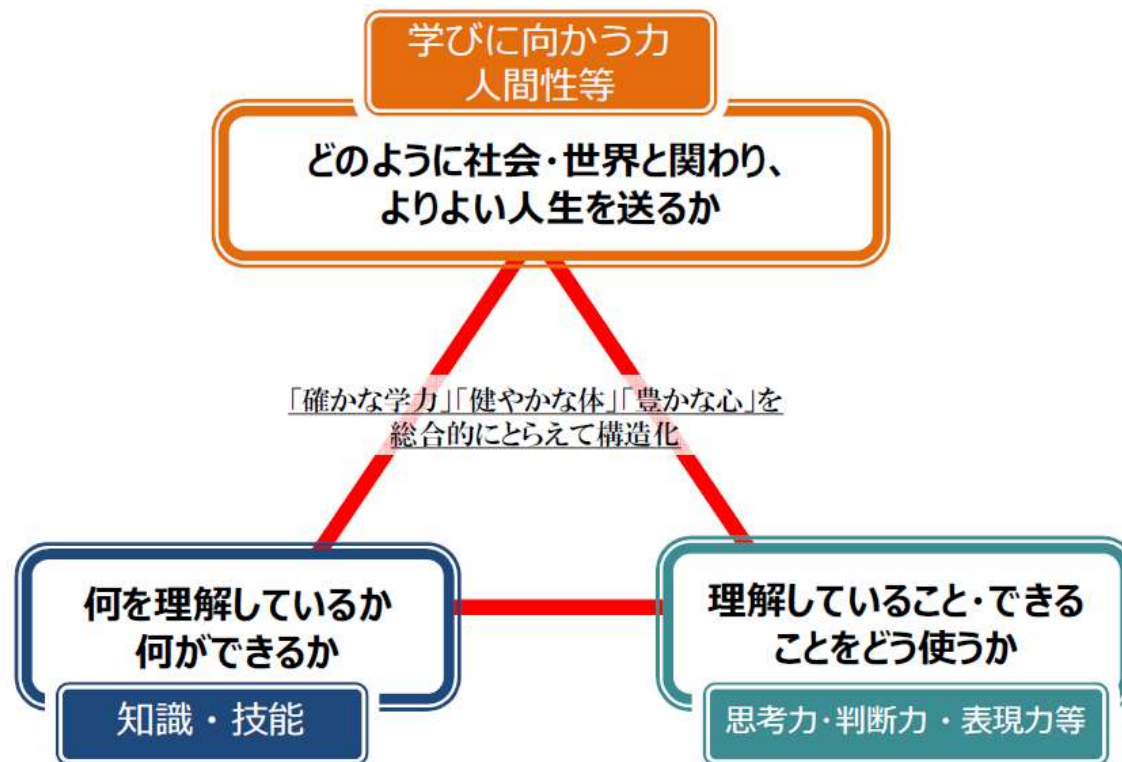 学びに向かう力
人間性等
どのように社会・世界と関わり、
よりよい人生を送るか
「確かな学力」「健やかな体」「豊かな心」を
総合的にとらえて構造化
何を理解しているか
何ができるか
知識・技能
理解していること・できる
ことをどう使うか
思考力・判断力・表現力等